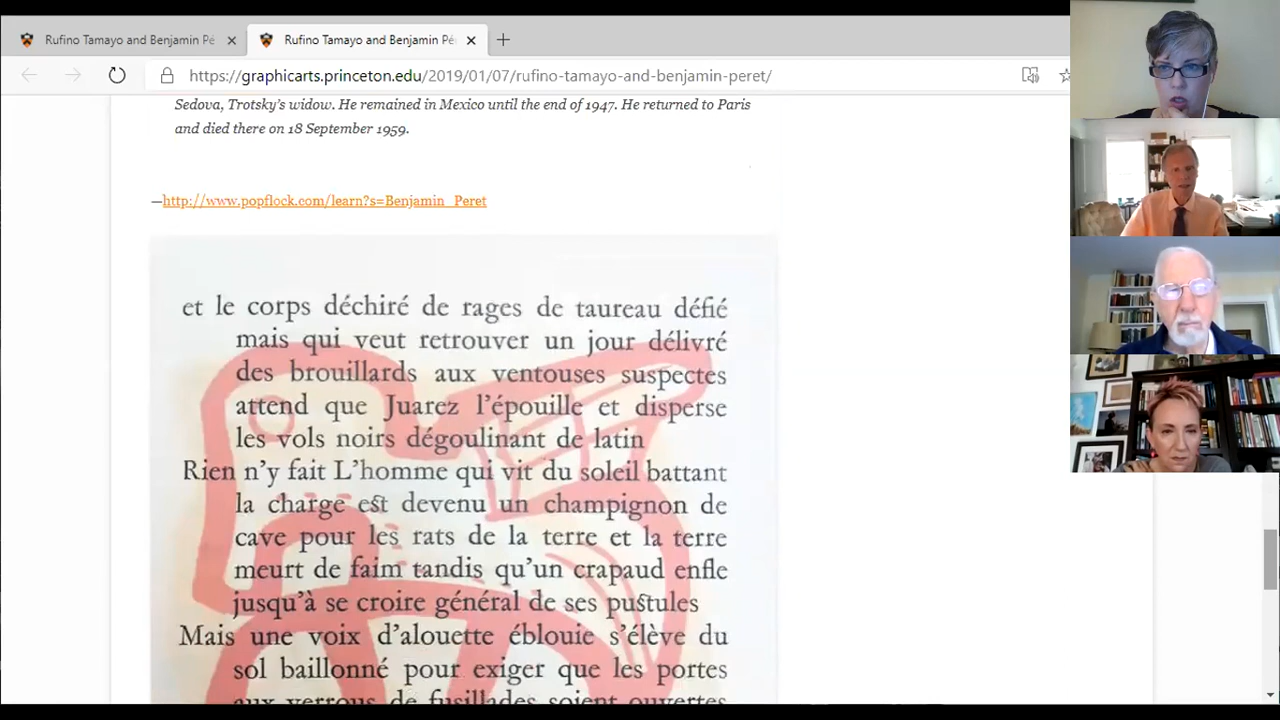 Rufino Tamayo and Benjamin Pé
Rufino Tamayo and Benjamin Pé
https://graphicarts.princeton.edu/2019/01/07/rufino-tamayo-and-benjamin-peret/
Sedova, Trotsky's widow. He remained in Mexico until the end of 1947. He returned to Paris
and died there on 18 September 1959.
—http://www.popflock.com/learn?s=Benjamin_Peret
et le corps déchiré de rages de taureau défié
mais qui veut retrouver un jour délivré
des brouillards aux ventouses suspectes
attend que Juarez l'épouille et disperse
les vols noirs dégoulinant de latin
Rien n'y fait L'homme qui vit du soleil battant
la charge est devenu un champignon de
cave pour les rats de la terre et la terre
meurt de faim tandis qu'un crapaud enfle
jusqu'à se croire général de ses pustules
Mais une voix d'alouette éblouie s'élève du
sol baillonné pour exiger que les portes
aux verrous de fusillades soient ouvertes